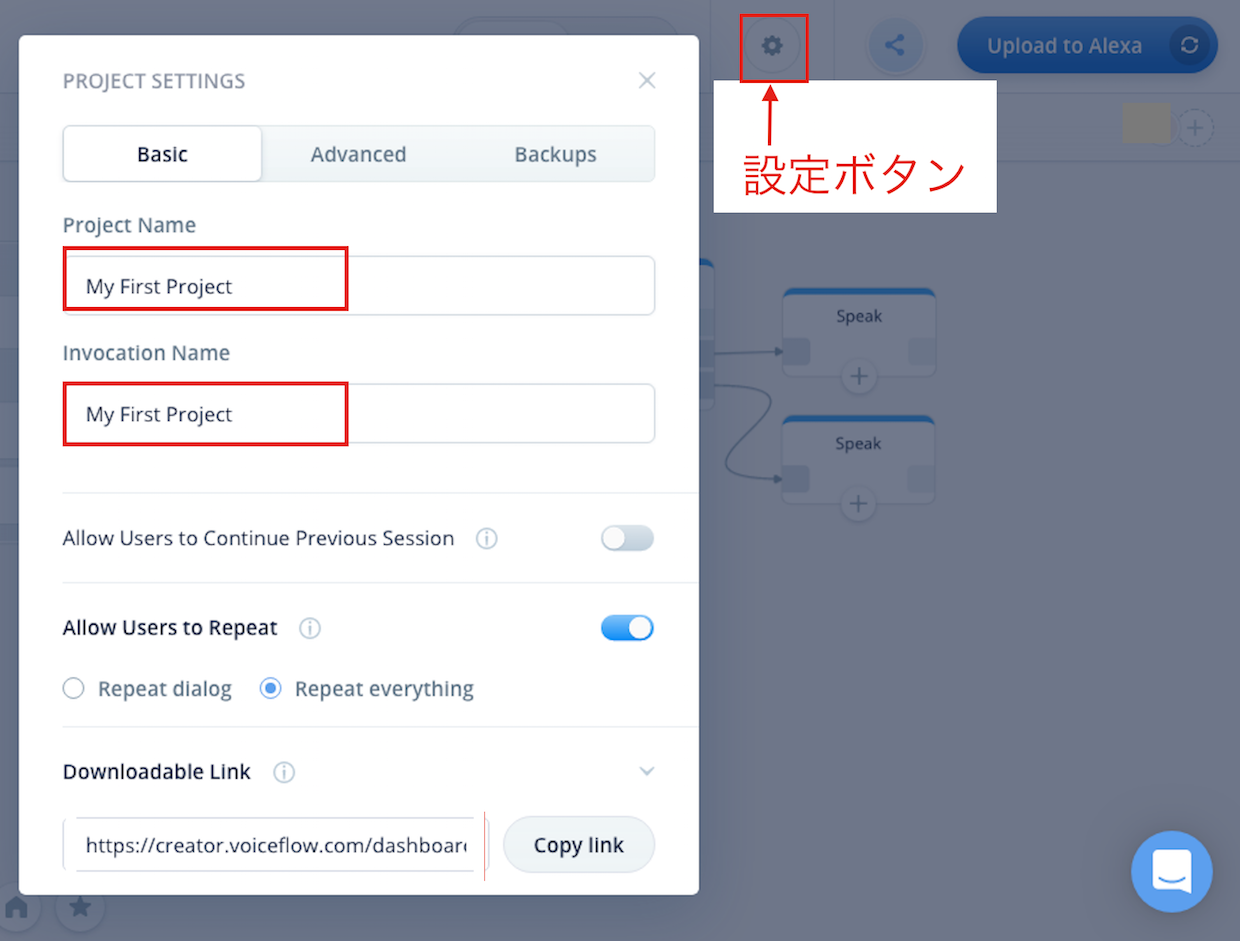 Upload to Alexa
PROJECT SETTINGS
Basic
Advanced
Backups
設定ボタン
Project Name
My First Project
Invocation Name
My First Project
Speak
Speak
Allow Users to Continue Previous Session
Allow Users to Repeat
Repeat dialog
Repeat everything
Downloadable Link
https://creator.voiceflow.com/dashboar
Copy link